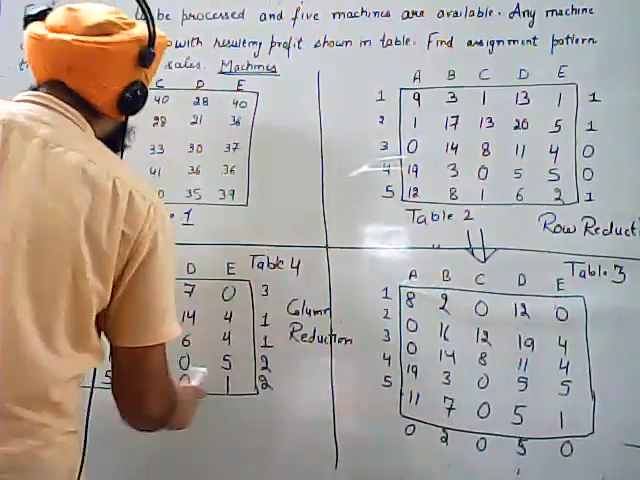 to be processed and five machines are available. Any machine
with resulting profit shown in table. Find assignment pattern
sales. Machines
C D E
40 28 40
28 21 36
33 30 37
41 36 36
0 35 39
1
A B C D E
1 9 3 1 13 1 1
2 1 17 13 20 5 1
3 0 14 8 11 4 0
4 19 3 0 5 5 0
5 12 8 1 6 2 1
Table 2
Row Reducti
D E Table 4
7 0 3
14 4 1
6 4 1
0 5 2
0 1 2
5
Column
Reduction
Table 3
A B C D E
1 8 2 0 12 0
2 0 16 12 19 4
3 0 14 8 11 4
4 19 3 0 5 5
5 11 7 0 5 1
0 2 0 5 0